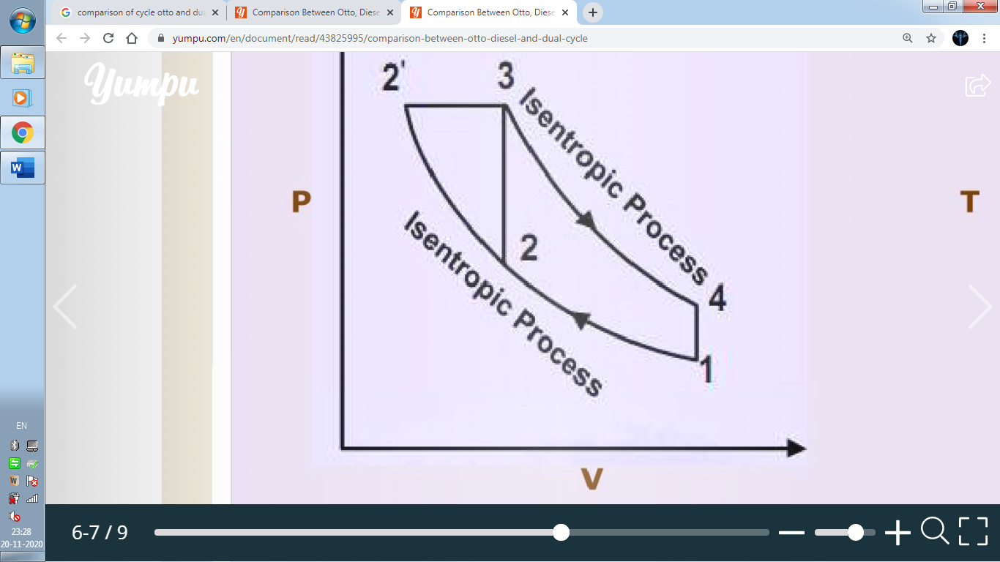 comparison of cycle otto and dua
Comparison Between Otto, Diese
Comparison Between Otto, Diese
yumpu.com/en/document/read/43825995/comparison-between-otto-diesel-and-dual-cycle
Yumpu
2'
3
Isentropic Process
P
T
2
Isentropic Process
4
1
V
EN
23:28
20-11-2020
6-7 / 9